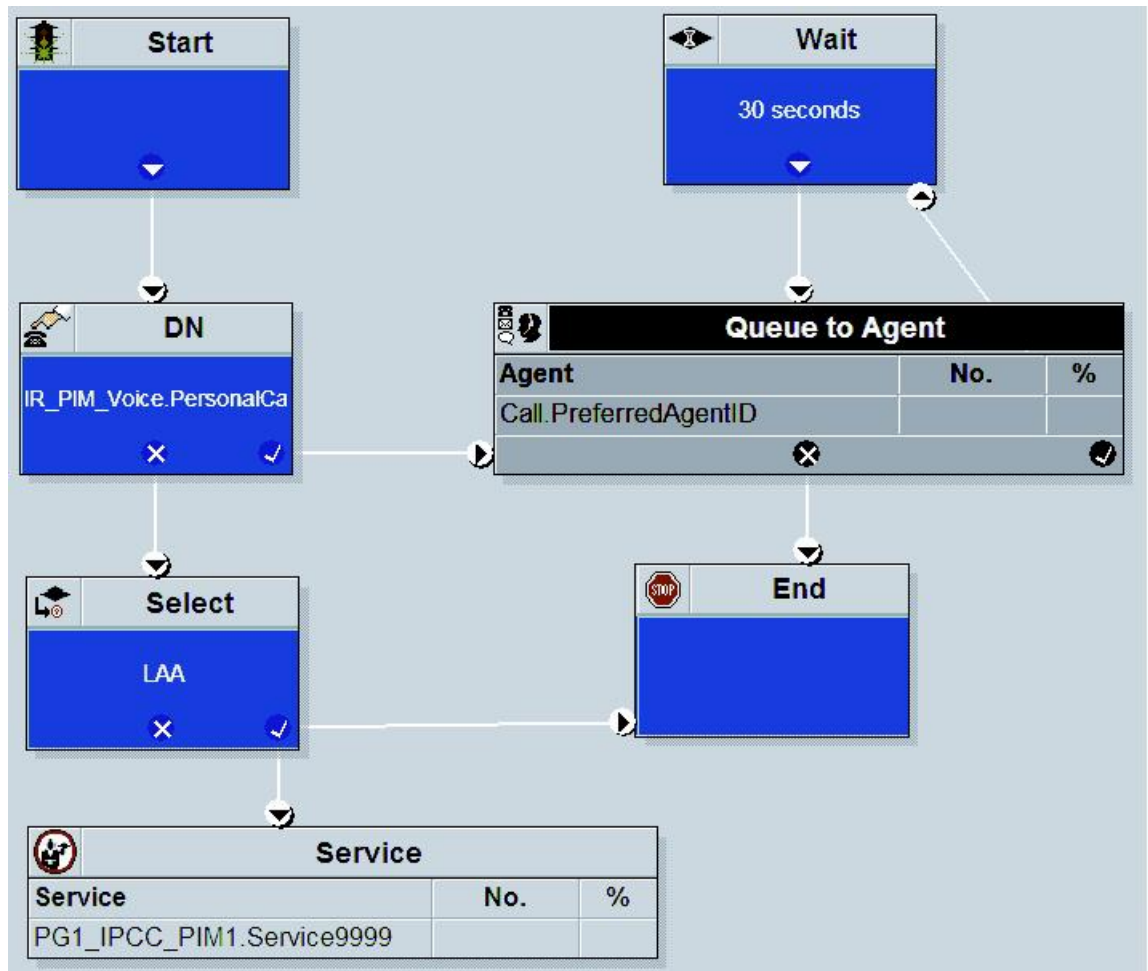 Start
Wait
30 seconds
DN
IR_PIM_Voice.PersonalCa
Queue to Agent
Agent No. %
Call.PreferredAgentID
Select
LAA
STOP
End
Service
Service No. %
PG1_IPCC_PIM1.Service9999